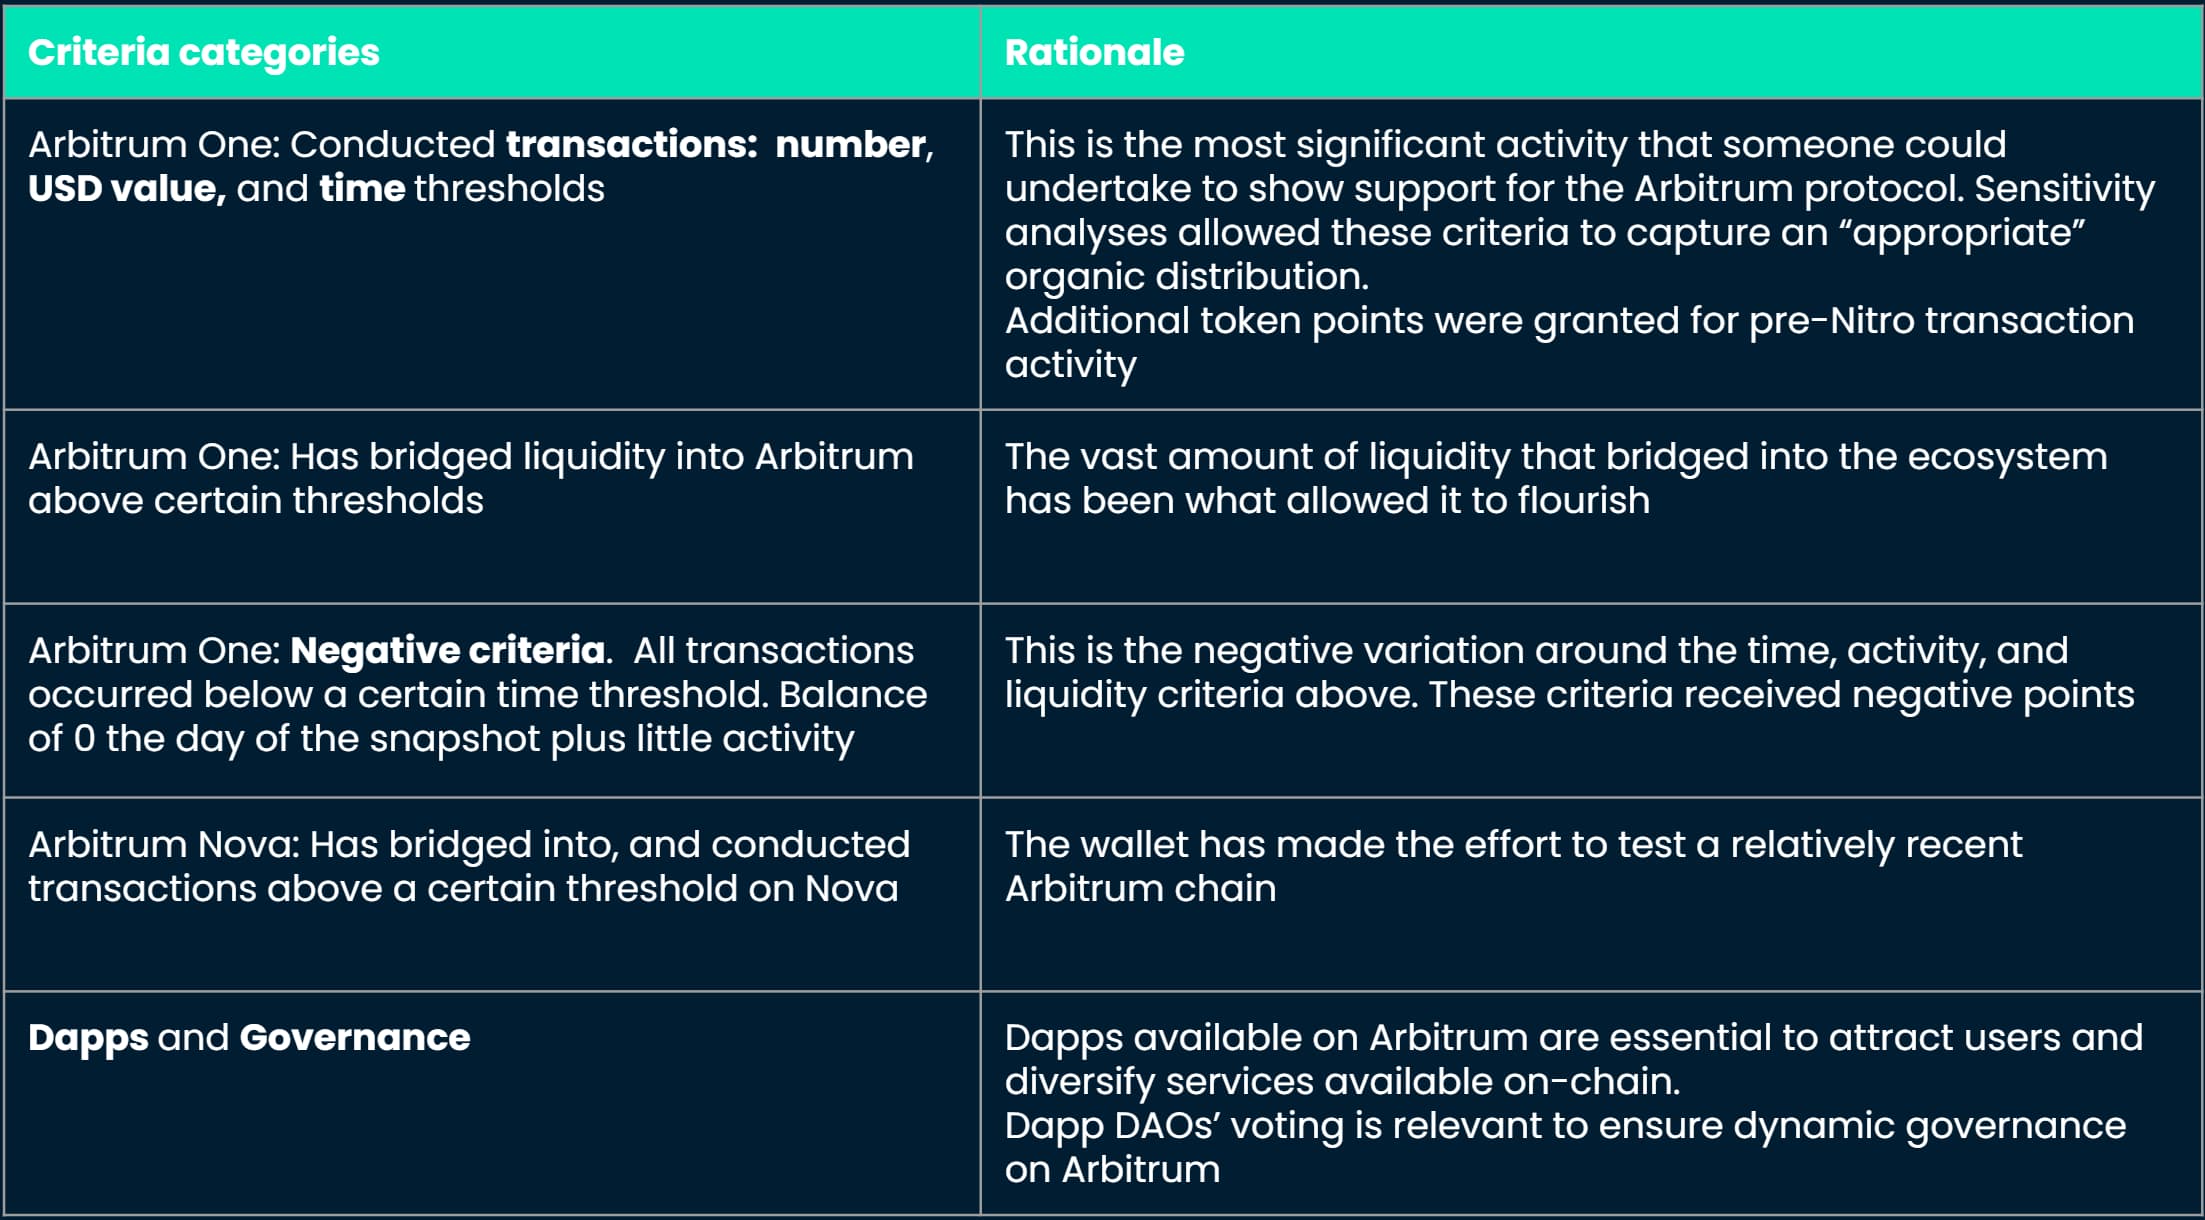 Criteria categories
Rationale
Arbitrum One: Conducted transactions:  number,
USD value, and time thresholds
This is the most significant activity that someone could
undertake to show support for the Arbitrum protocol. Sensitivity
analyses allowed these criteria to capture an “appropriate”
organic distribution.
Additional token points were granted for pre-Nitro transaction
activity
Arbitrum One: Has bridged liquidity into Arbitrum
above certain thresholds
The vast amount of liquidity that bridged into the ecosystem
has been what allowed it to flourish
Arbitrum One: Negative criteria.  All transactions
occurred below a certain time threshold. Balance
of 0 the day of the snapshot plus little activity
This is the negative variation around the time, activity, and
liquidity criteria above. These criteria received negative points
Arbitrum Nova: Has bridged into, and conducted
transactions above a certain threshold on Nova
The wallet has made the effort to test a relatively recent
Arbitrum chain
Dapps and Governance
Dapps available on Arbitrum are essential to attract users and
diversify services available on-chain.
Dapp DAOs’ voting is relevant to ensure dynamic governance
on Arbitrum